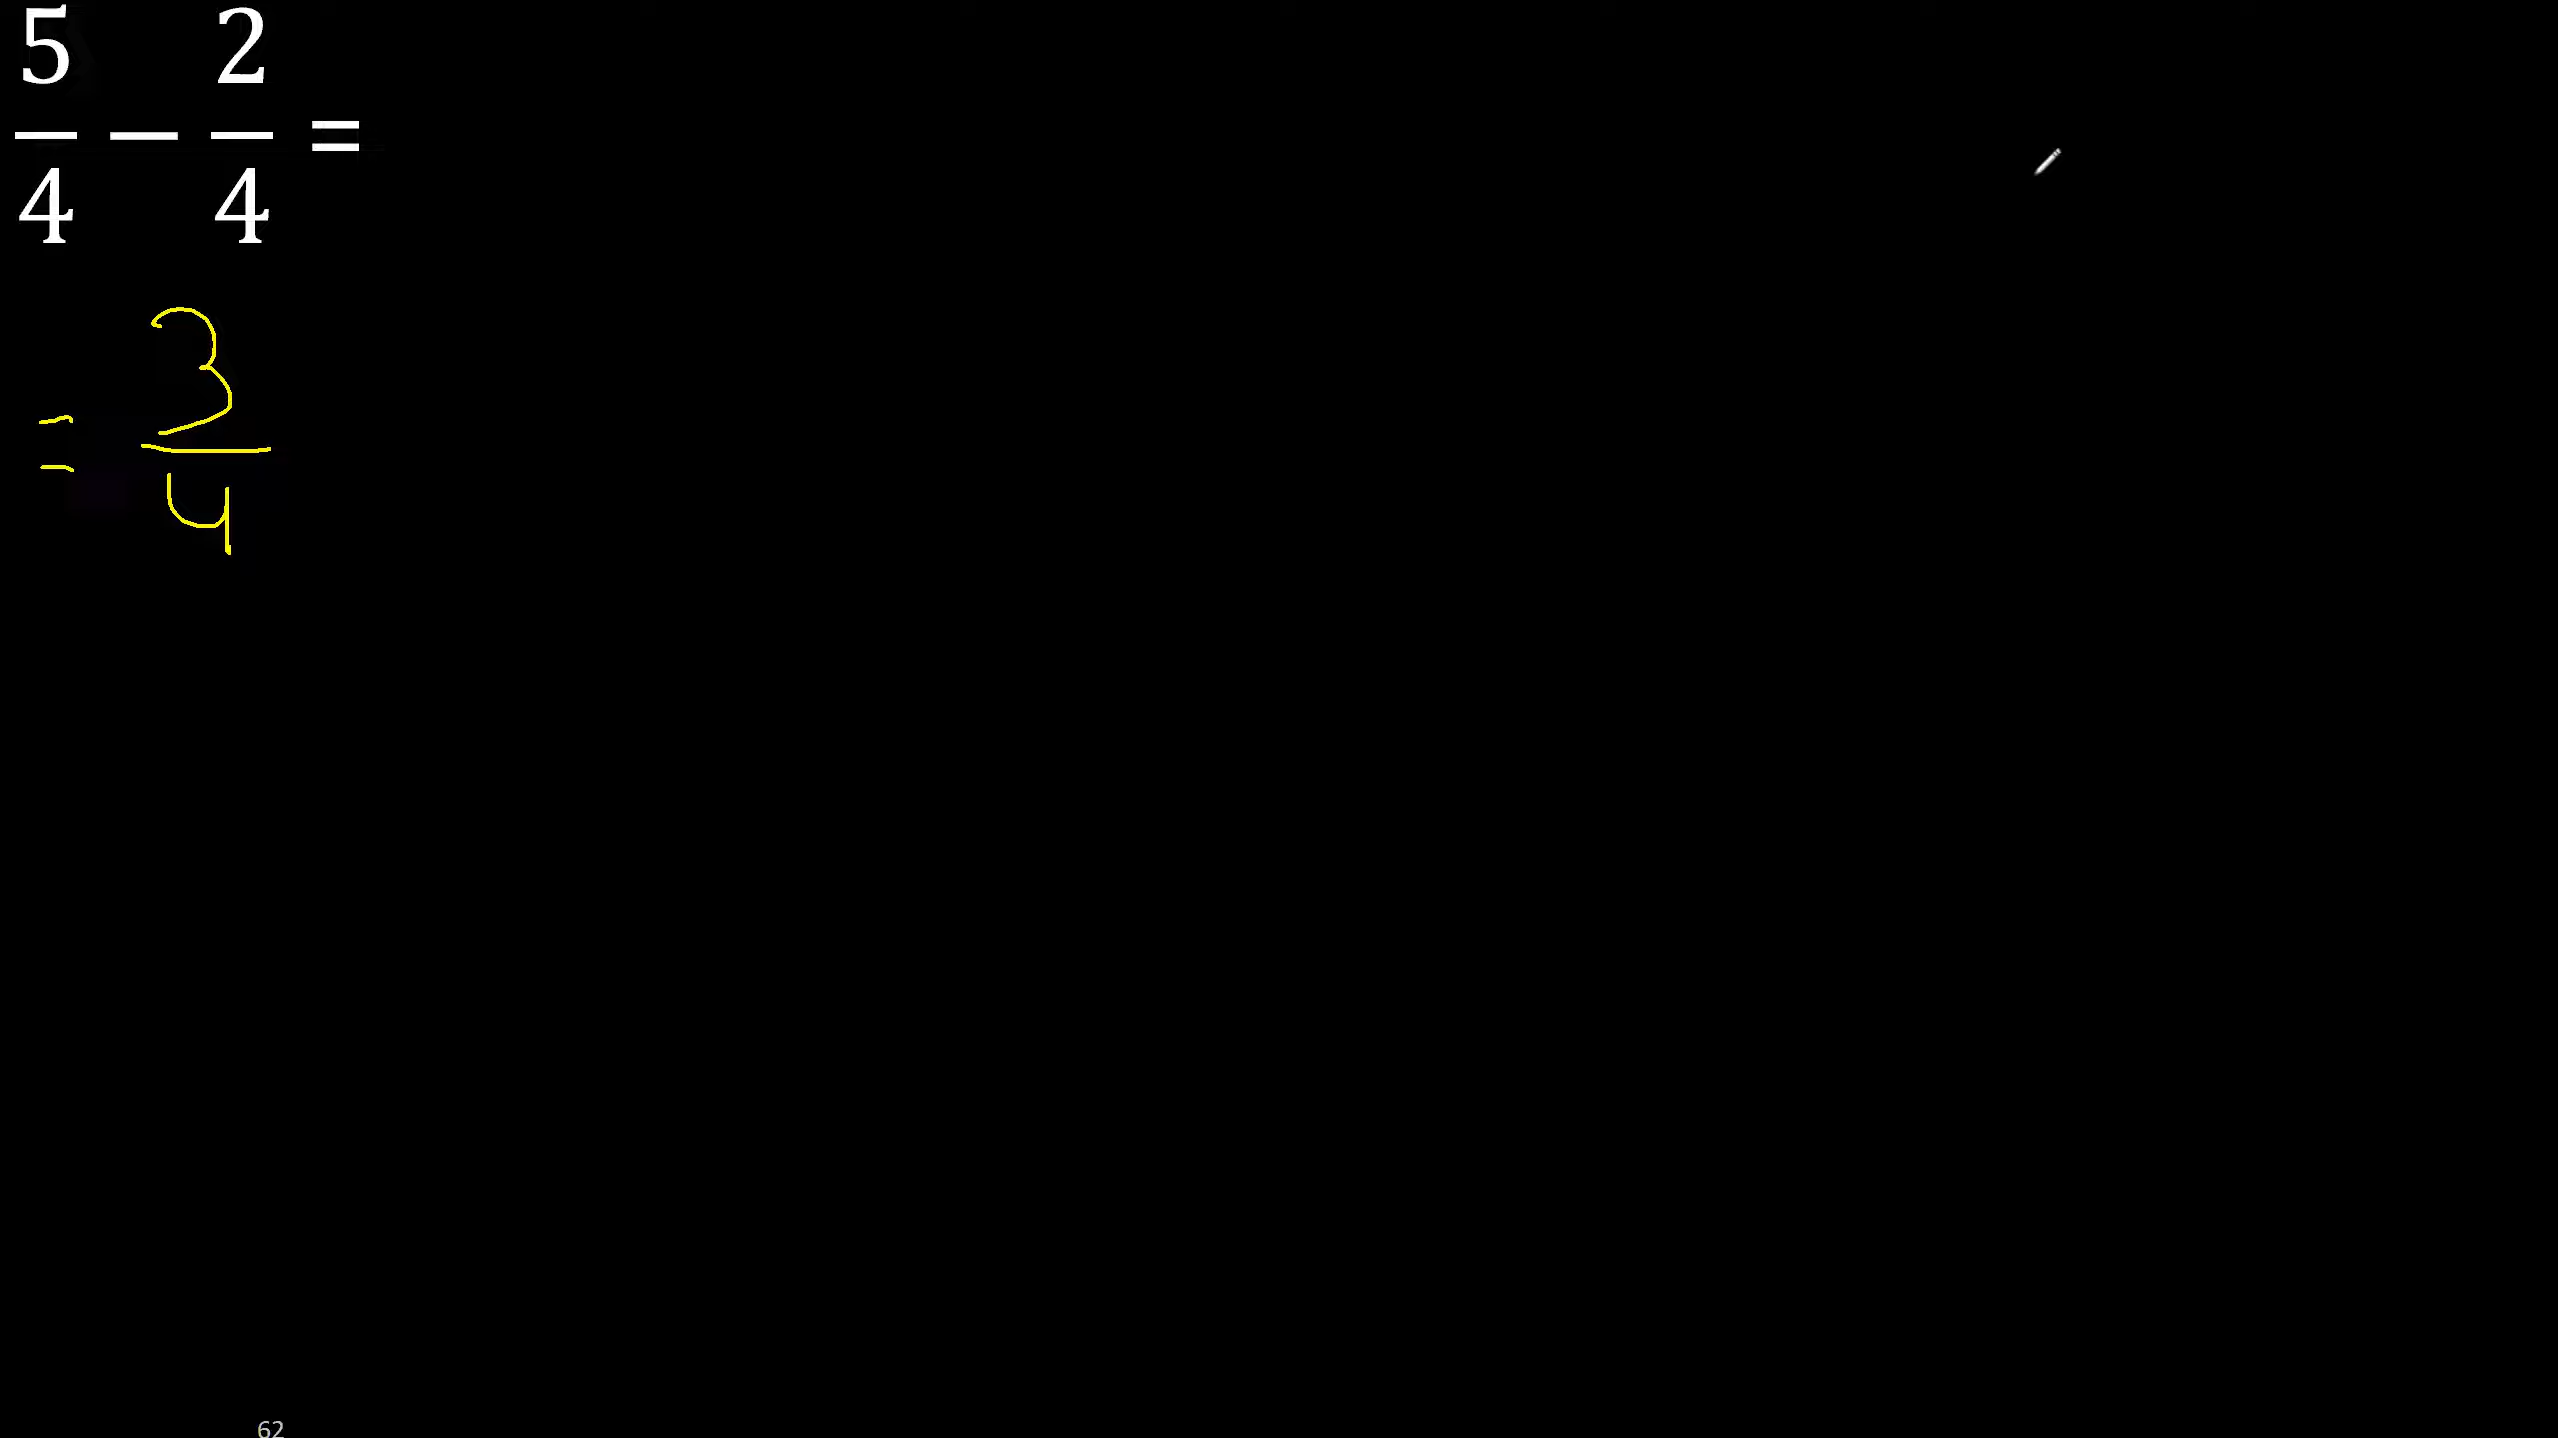 5/4 − 2/4 =
= 3/4
62